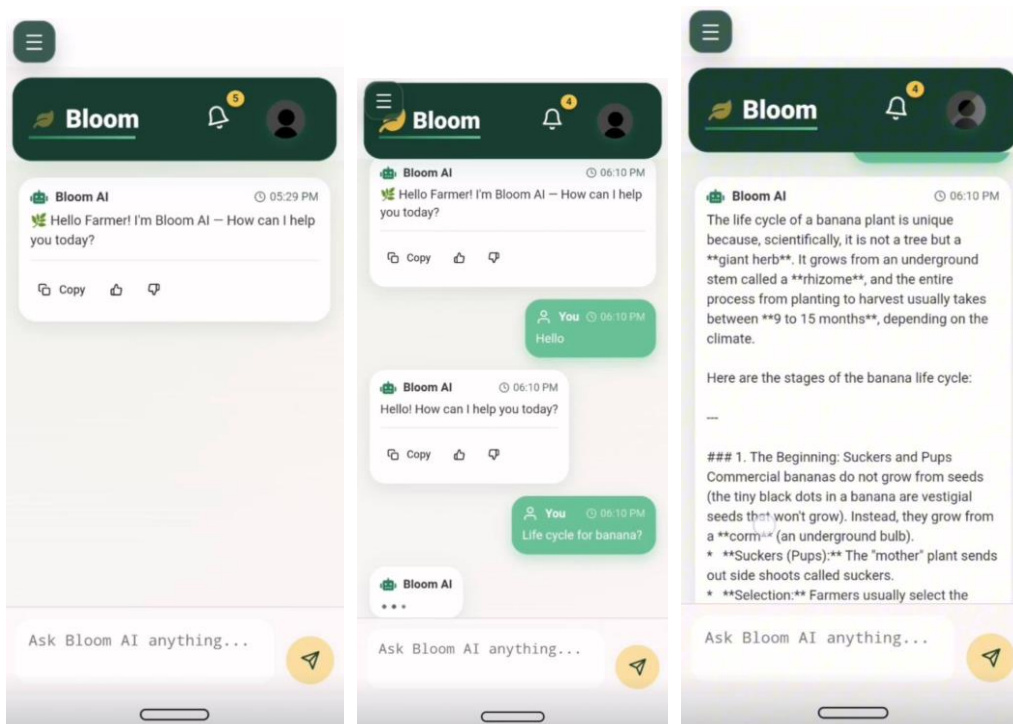 5
Bloom
Bloom AI
05:29 PM
🌿 Hello Farmer! I'm Bloom AI — How can I help
you today?
Copy
Ask Bloom AI anything...
4
Bloom
Bloom AI
06:10 PM
🌿 Hello Farmer! I'm Bloom AI — How can I help
you today?
Copy
You 06:10 PM
Hello
Bloom AI
06:10 PM
Hello! How can I help you today?
Copy
You 06:10 PM
Life cycle for banana?
Bloom AI
Ask Bloom AI anything...
4
Bloom
Bloom AI
06:10 PM
The life cycle of a banana plant is unique
because, scientifically, it is not a tree but a
**giant herb**. It grows from an underground
stem called a **rhizome**, and the entire
process from planting to harvest usually takes
between **9 to 15 months**, depending on the
climate.
Here are the stages of the banana life cycle:
---
### 1. The Beginning: Suckers and Pups
Commercial bananas do not grow from seeds
(the tiny black dots in a banana are vestigial
seeds that won't grow). Instead, they grow from
a **corm** (an underground bulb).
* **Suckers (Pups):** The "mother" plant sends
out side shoots called suckers.
* **Selection:** Farmers usually select the
Ask Bloom AI anything...